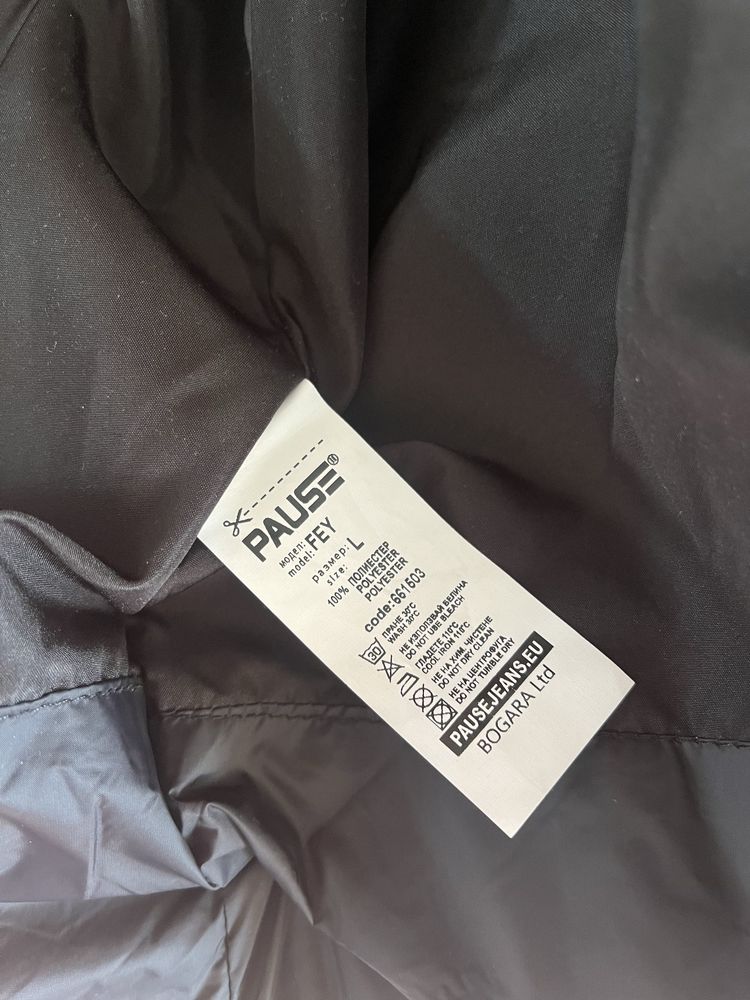 PAUSE®
модел:
model: FEY
размер:
size: L
100% ПОЛИЕСТЕР
POLYESTER
POLYESTER
code:661503
30
ПРАНЕ 30°C
WASH 30°C
НЕ ИЗПОЛЗВАЙ БЕЛИНА
DO NOT USE BLEACH
ГЛАДЕТЕ 110°C
COOL IRON 110°C
НЕ НА ХИМ. ЧИСТЕНЕ
DO NOT DRY CLEAN
НЕ НА ЦЕНТРОФУГА
DO NOT TUMBLE DRY
PAUSEJEANS.EU
BOGARA Ltd